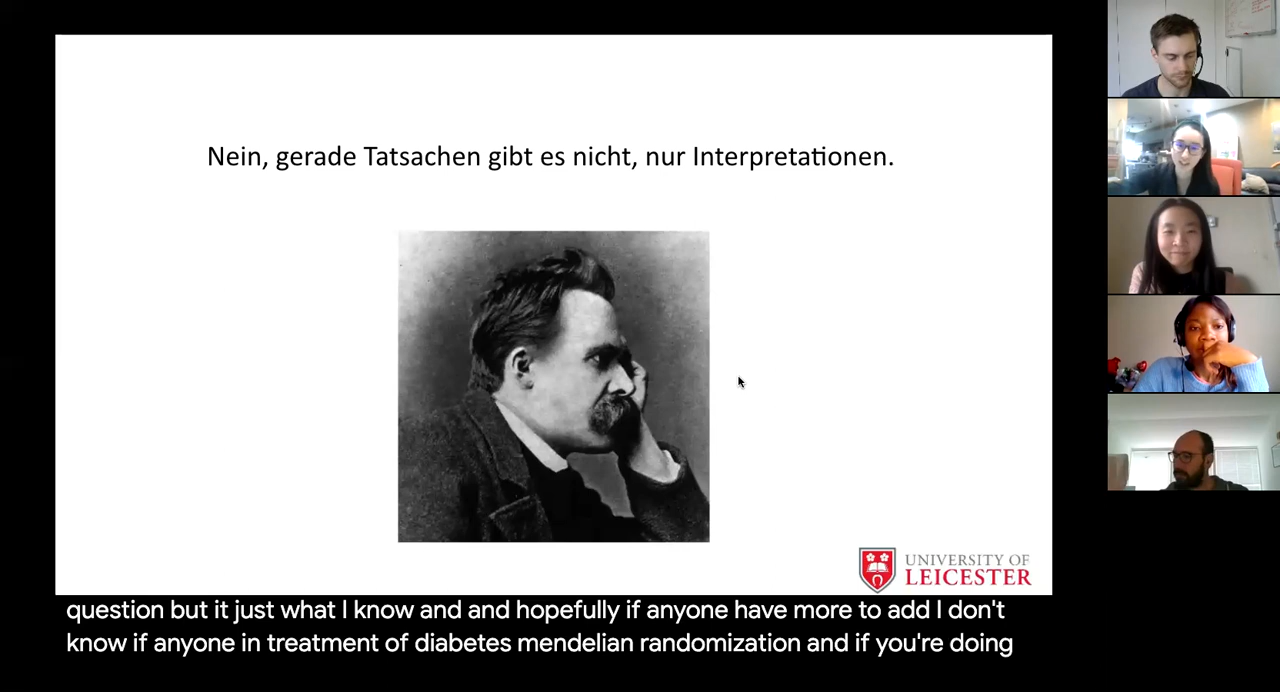 Nein, gerade Tatsachen gibt es nicht, nur Interpretationen.
UNIVERSITY OF
LEICESTER
question but it just what I know and and hopefully if anyone have more to add I don't
know if anyone in treatment of diabetes mendelian randomization and if you're doing